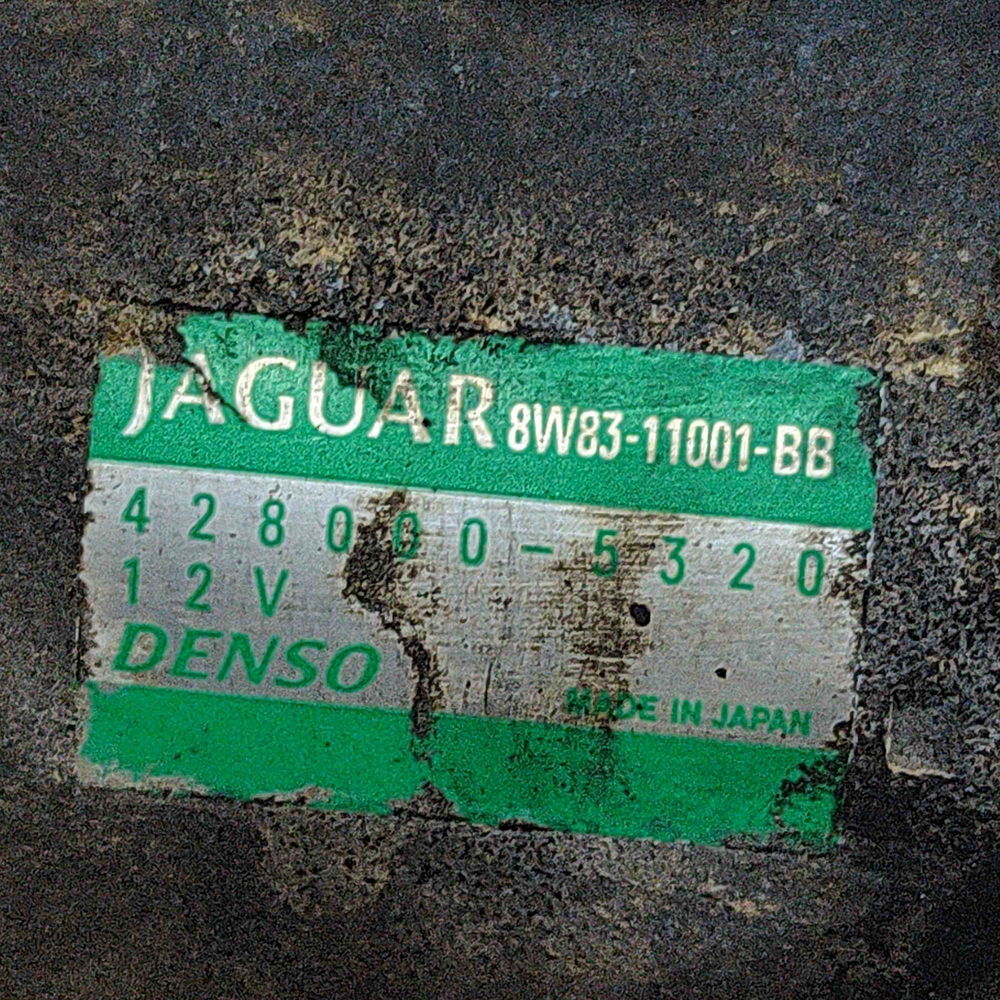 JAGUAR 8W83-11001-BB
428000-5320
12V
DENSO
MADE IN JAPAN